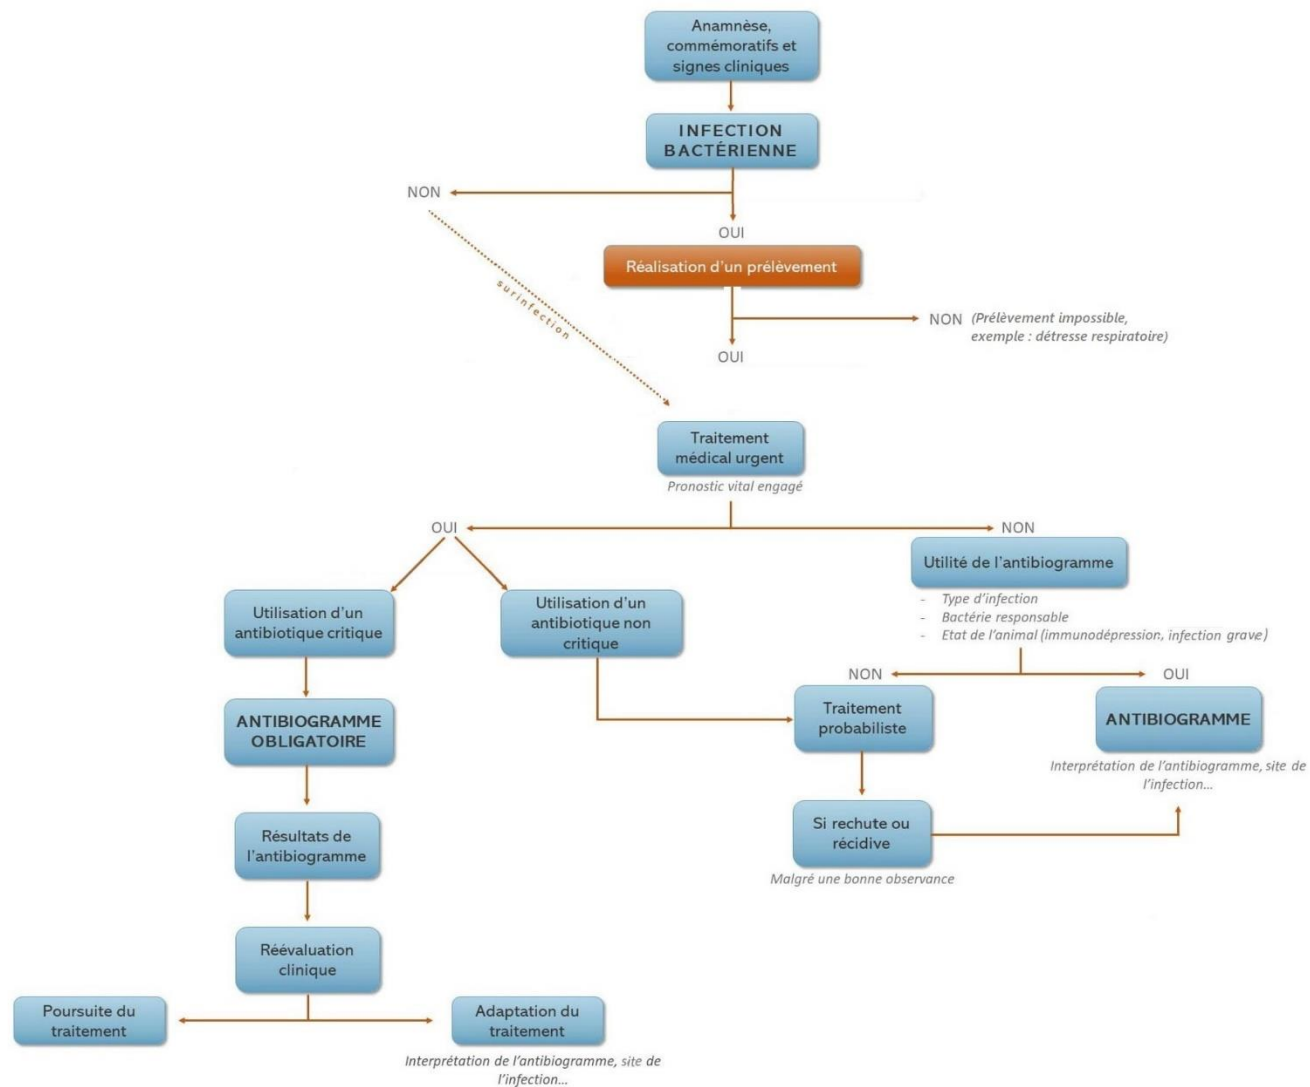 Anamnèse,
commémoratifs et
signes cliniques
INFECTION
BACTÉRIENNE
NON
OUI
Réalisation d'un prélèvement
surinfection
NON (Prélèvement impossible,
exemple : détresse respiratoire)
OUI
Traitement
médical urgent
Pronostic vital engagé
OUI
NON
Utilité de l'antibiogramme
- Type d'infection
- Bactérie responsable
- Etat de l'animal (immunodépression, infection grave)
Utilisation d'un
antibiotique critique
Utilisation d'un
antibiotique non
critique
NON
OUI
ANTIBIOGRAMME
OBLIGATOIRE
Traitement
probabiliste
ANTIBIOGRAMME
Interprétation de l'antibiogramme, site de
l'infection...
Résultats de
l'antibiogramme
Si rechute ou
récidive
Malgré une bonne observance
Réévaluation
clinique
Poursuite du
traitement
Adaptation du
traitement
Interprétation de l'antibiogramme, site de
l'infection...